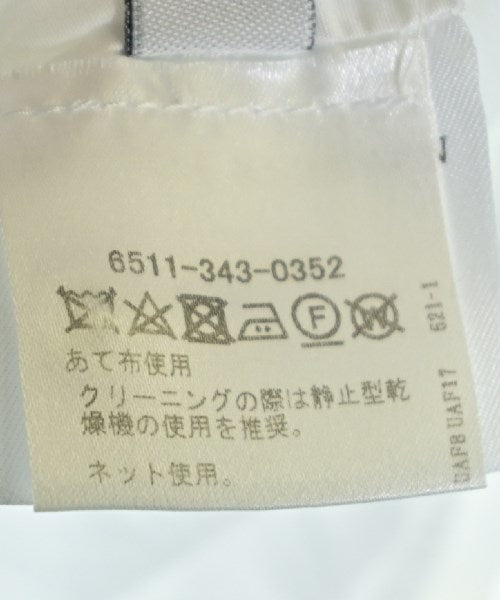 6511-343-0352
F W
あて布使用
クリーニングの際は静止型乾
燥機の使用を推奨。
ネット使用。
UAF8 UAF17 621-1